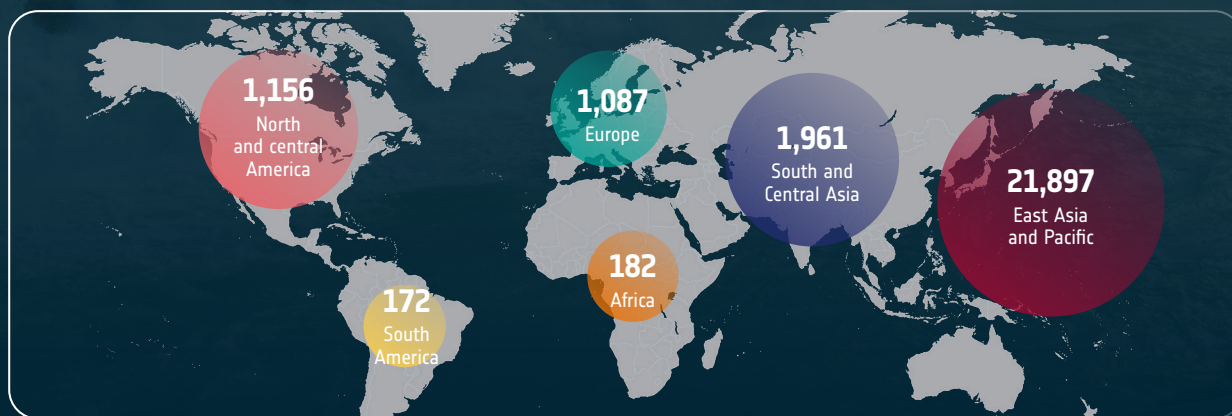 1,156
North
and central
America
1,087
Europe
1,961
South and
Central Asia
21,897
East Asia
and Pacific
182
Africa
172
South
America